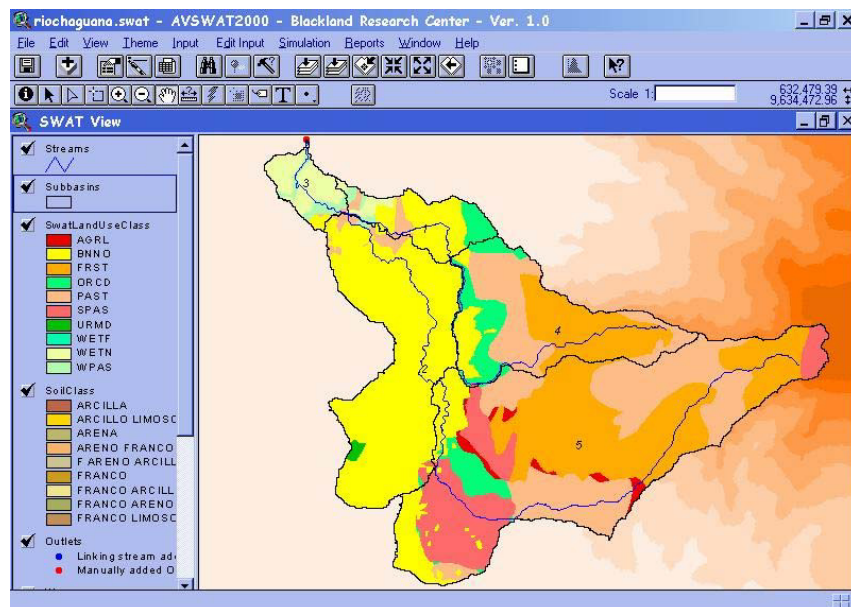 riochaguana.swat - AVSWAT2000 - Blackland Research Center - Ver. 1.0
File Edit View Theme Input Edit Input Simulation Reports Window Help
Scale 1:
632,479.39
9,634,472.96
SWAT View
Streams
Subbasins
SwatLandUseClass
AGRL
BNNO
FRST
ORCD
PAST
SPAS
URMD
WETF
WETN
WPAS
SoilClass
ARCILLA
ARCILLO LIMOSO
ARENA
ARENO FRANCO
F ARENO ARCILL
FRANCO
FRANCO ARCILL
FRANCO ARENO
FRANCO LIMOSO
Outlets
Linking stream add
Manually added O
3
1
4
2
5